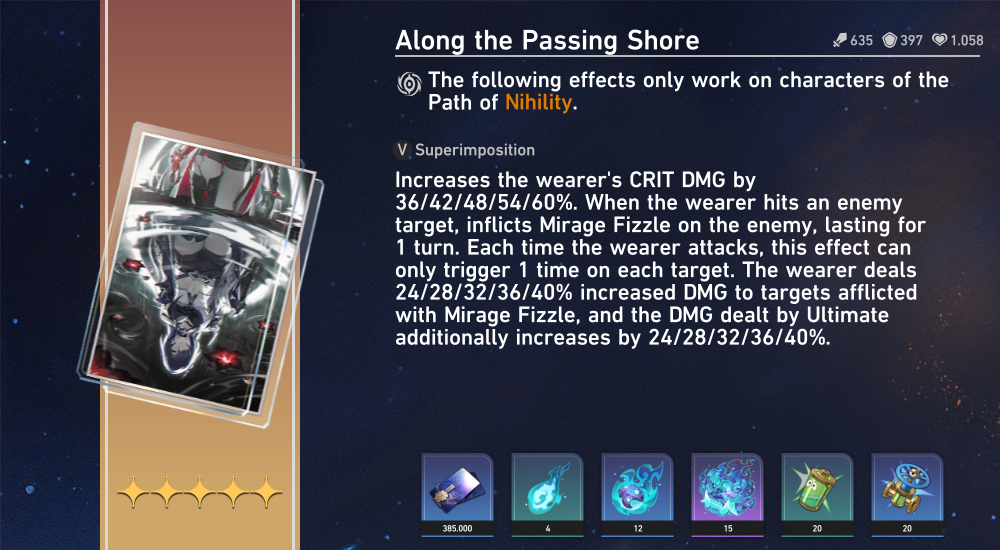 Along the Passing Shore
635 397 1.058
The following effects only work on characters of the
Path of Nihility.
V Superimposition
Increases the wearer's CRIT DMG by
36/42/48/54/60%. When the wearer hits an enemy
target, inflicts Mirage Fizzle on the enemy, lasting for
1 turn. Each time the wearer attacks, this effect can
only trigger 1 time on each target. The wearer deals
24/28/32/36/40% increased DMG to targets afflicted
with Mirage Fizzle, and the DMG dealt by Ultimate
additionally increases by 24/28/32/36/40%.
385.000 4 12 15 20 20